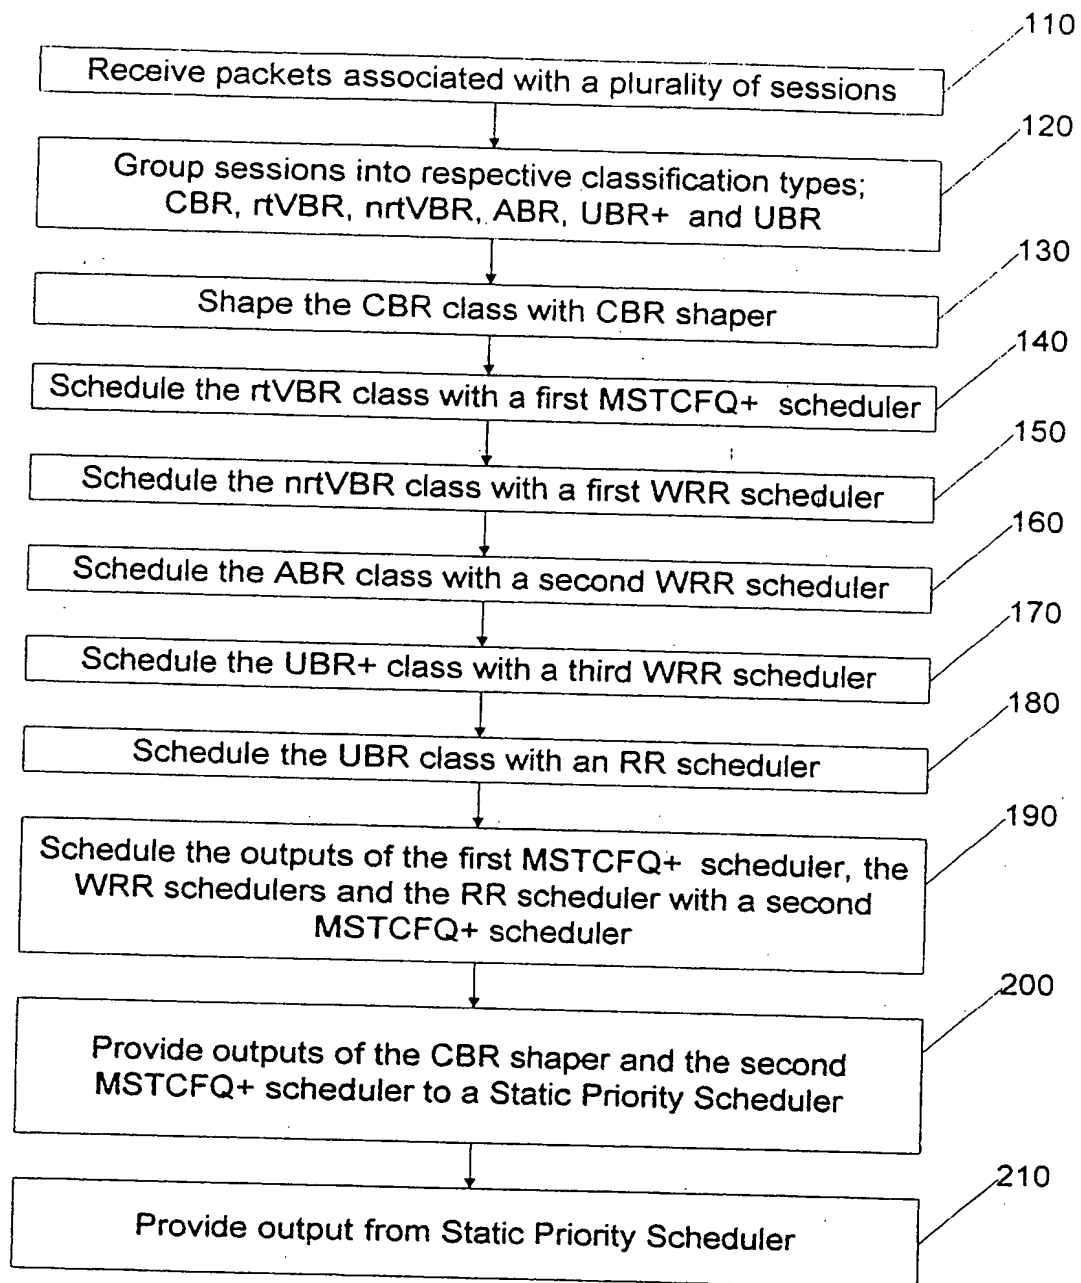 110
Receive packets associated with a plurality of sessions
120
Group sessions into respective classification types;
CBR, rtVBR, nrtVBR, ABR, UBR+ and UBR
130
Shape the CBR class with CBR shaper
140
Schedule the rtVBR class with a first MSTCFQ+ scheduler
150
Schedule the nrtVBR class with a first WRR scheduler
160
Schedule the ABR class with a second WRR scheduler
170
Schedule the UBR+ class with a third WRR scheduler
180
Schedule the UBR class with an RR scheduler
190
Schedule the outputs of the first MSTCFQ+ scheduler, the
WRR schedulers and the RR scheduler with a second
MSTCFQ+ scheduler
200
Provide outputs of the CBR shaper and the second
MSTCFQ+ scheduler to a Static Priority Scheduler
210
Provide output from Static Priority Scheduler